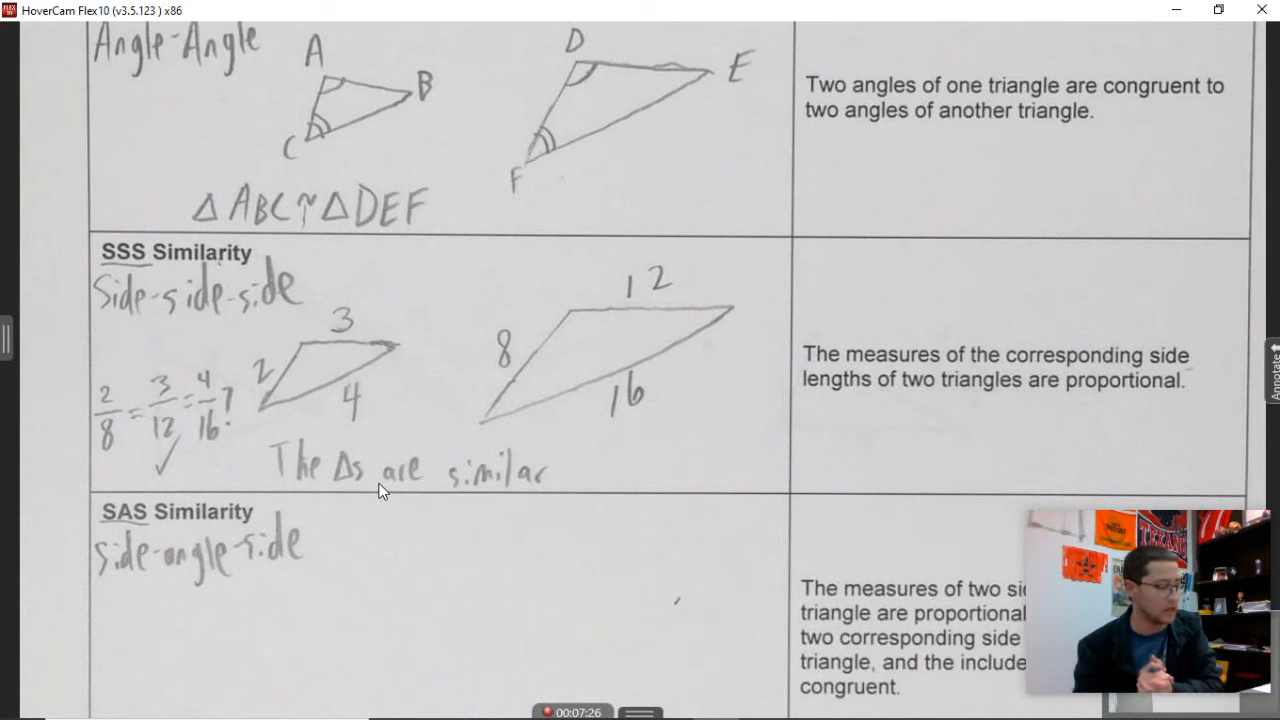 HoverCam Flex10 (v3.5.123) x86
Angle-Angle
A
B
C
D
E
F
△ ABC ~ △ DEF
Two angles of one triangle are congruent to
two angles of another triangle.
SSS Similarity
Side-side-side
3
2
4
12
8
16
2/8 = 3/12 = 4/16 ?
✓
The Δs are similar
The measures of the corresponding side
lengths of two triangles are proportional.
SAS Similarity
side-angle-side
The measures of two
triangle are proportional
two corresponding side
triangle, and the
congruent.
Annotate
TEXANS
00:07:26